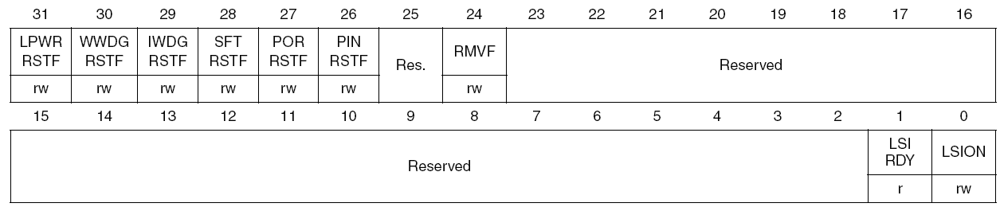 31 30 29 28 27 26 25 24 23 22 21 20 19 18 17 16
LPWR WWDG IWDG SFT POR PIN
RSTF RSTF RSTF RSTF RSTF RSTF Res. RMVF Reserved
rw rw rw rw rw rw rw
15 14 13 12 11 10 9 8 7 6 5 4 3 2 1 0
Reserved LSI RDY LSION
r rw